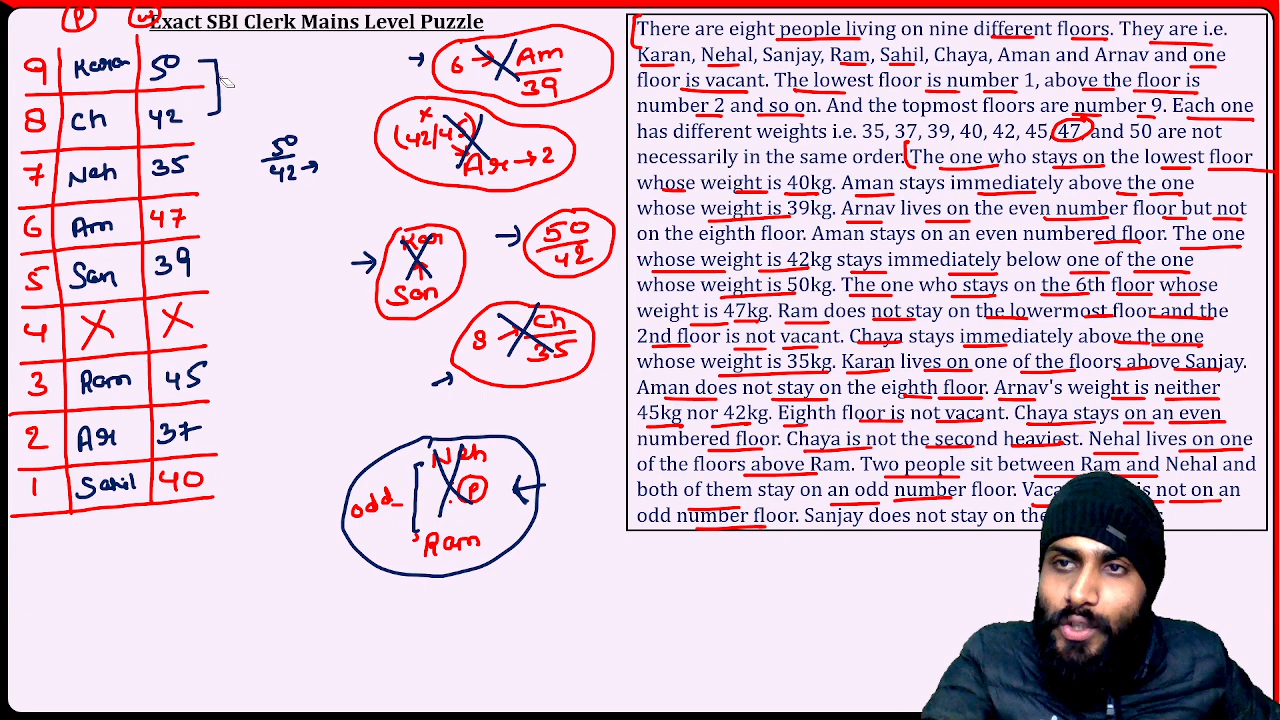 Exact SBI Clerk Mains Level Puzzle
P
9 Karan 50
8 Ch 42
7 Neh 35
6 Am 47
5 San 39
4 X X
3 Ram 45
2 Ar 37
1 Sahil 40
50
42 →
→ 6 → Am
39
(42/45)
Ar → 2
→ Kar
San
→ 50
42
8 → Ch
35
odd
Neh
P
Ram
There are eight people living on nine different floors. They are i.e.
Karan, Nehal, Sanjay, Ram, Sahil, Chaya, Aman and Arnav and one
floor is vacant. The lowest floor is number 1, above the floor is
number 2 and so on. And the topmost floors are number 9. Each one
has different weights i.e. 35, 37, 39, 40, 42, 45, 47, and 50 are not
necessarily in the same order. The one who stays on the lowest floor
whose weight is 40kg. Aman stays immediately above the one
whose weight is 39kg. Arnav lives on the even number floor but not
on the eighth floor. Aman stays on an even numbered floor. The one
whose weight is 42kg stays immediately below one of the one
whose weight is 50kg. The one who stays on the 6th floor whose
weight is 47kg. Ram does not stay on the lowermost floor and the
2nd floor is not vacant. Chaya stays immediately above the one
whose weight is 35kg. Karan lives on one of the floors above Sanjay.
Aman does not stay on the eighth floor. Arnav's weight is neither
45kg nor 42kg. Eighth floor is not vacant. Chaya stays on an even
numbered floor. Chaya is not the second heaviest. Nehal lives on one
of the floors above Ram. Two people sit between Ram and Nehal and
both of them stay on an odd number floor. is not on an
odd number floor. Sanjay does not stay on the